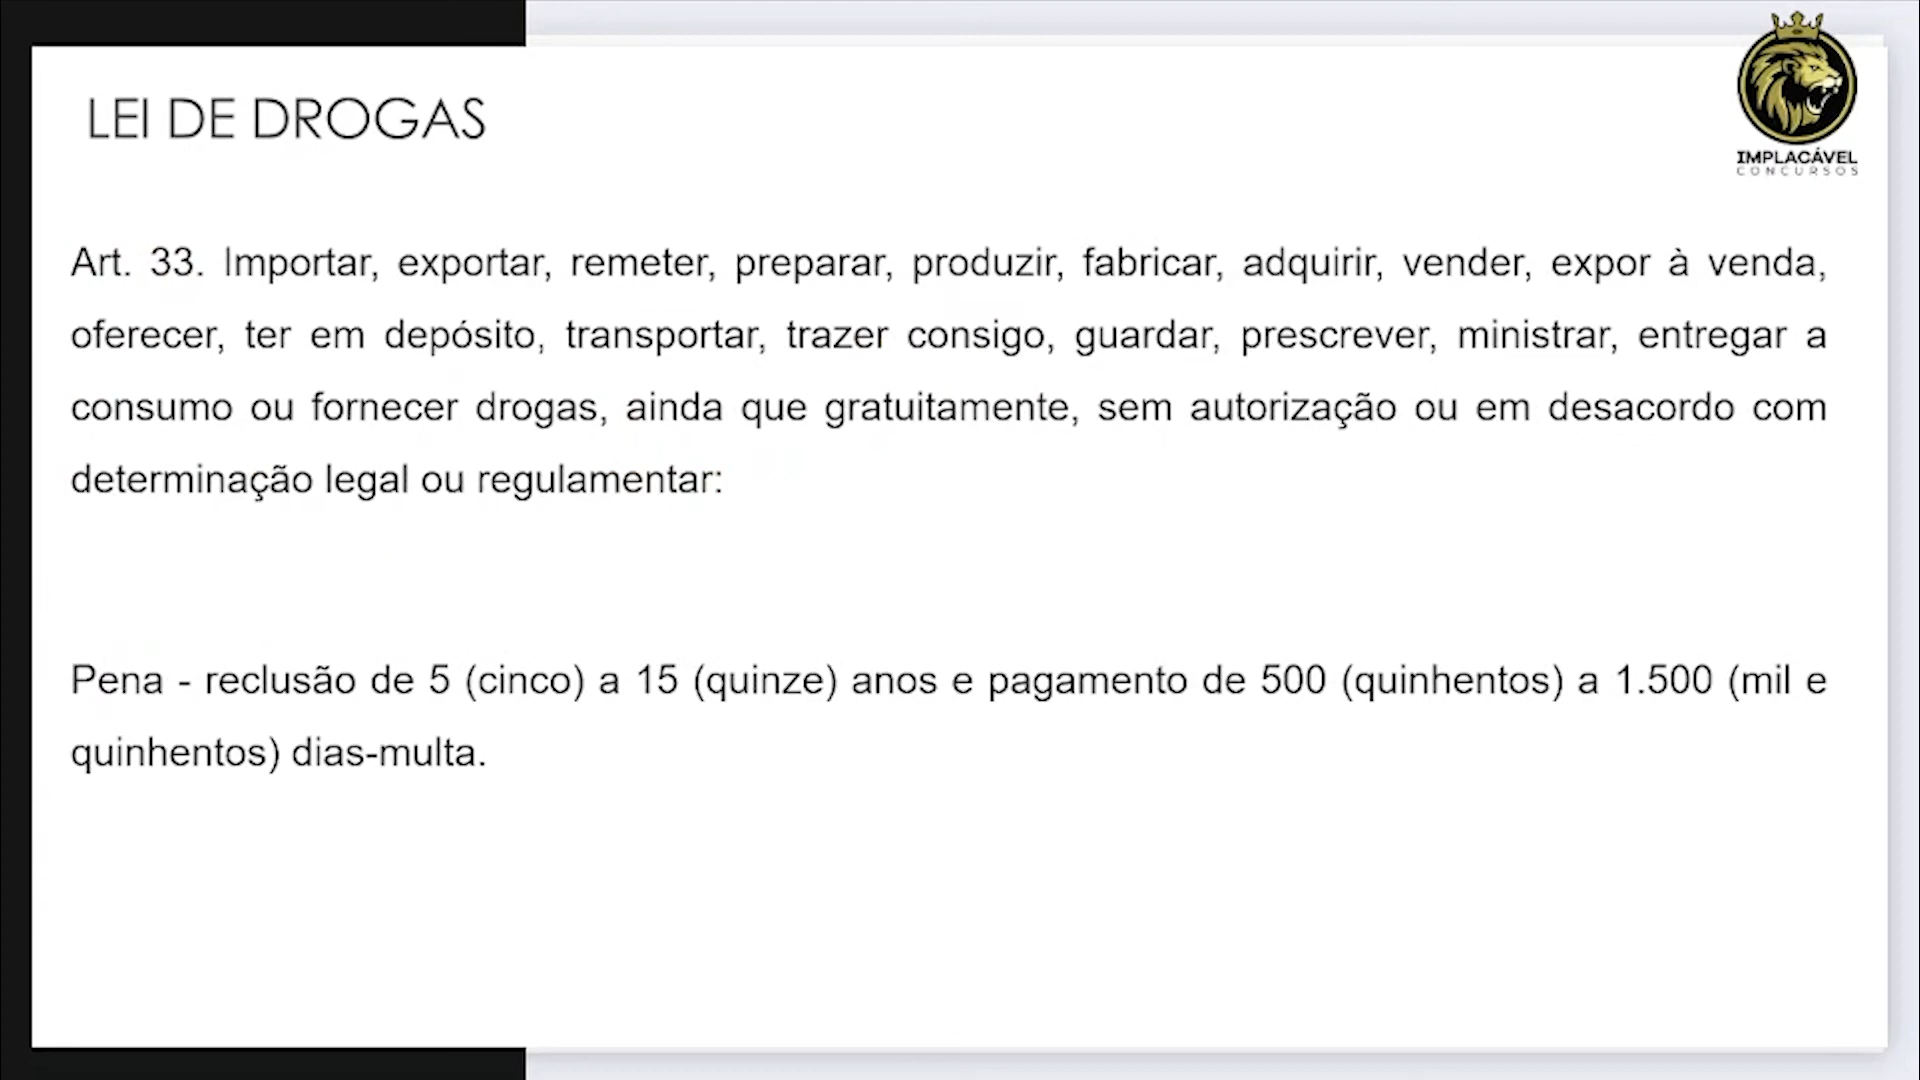 LEI DE DROGAS
IMPLACÁVEL
CONCURSOS
Art. 33. Importar, exportar, remeter, preparar, produzir, fabricar, adquirir, vender, expor à venda,
oferecer, ter em depósito, transportar, trazer consigo, guardar, prescrever, ministrar, entregar a
consumo ou fornecer drogas, ainda que gratuitamente, sem autorização ou em desacordo com
determinação legal ou regulamentar:
Pena - reclusão de 5 (cinco) a 15 (quinze) anos e pagamento de 500 (quinhentos) a 1.500 (mil e
quinhentos) dias-multa.